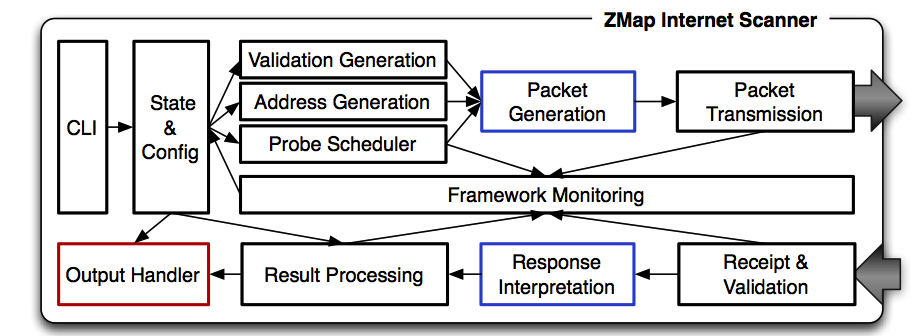 ZMap Internet Scanner
CLI
State
&
Config
Validation Generation
Address Generation
Probe Scheduler
Packet
Generation
Packet
Transmission
Framework Monitoring
Output Handler
Result Processing
Response
Interpretation
Receipt &
Validation